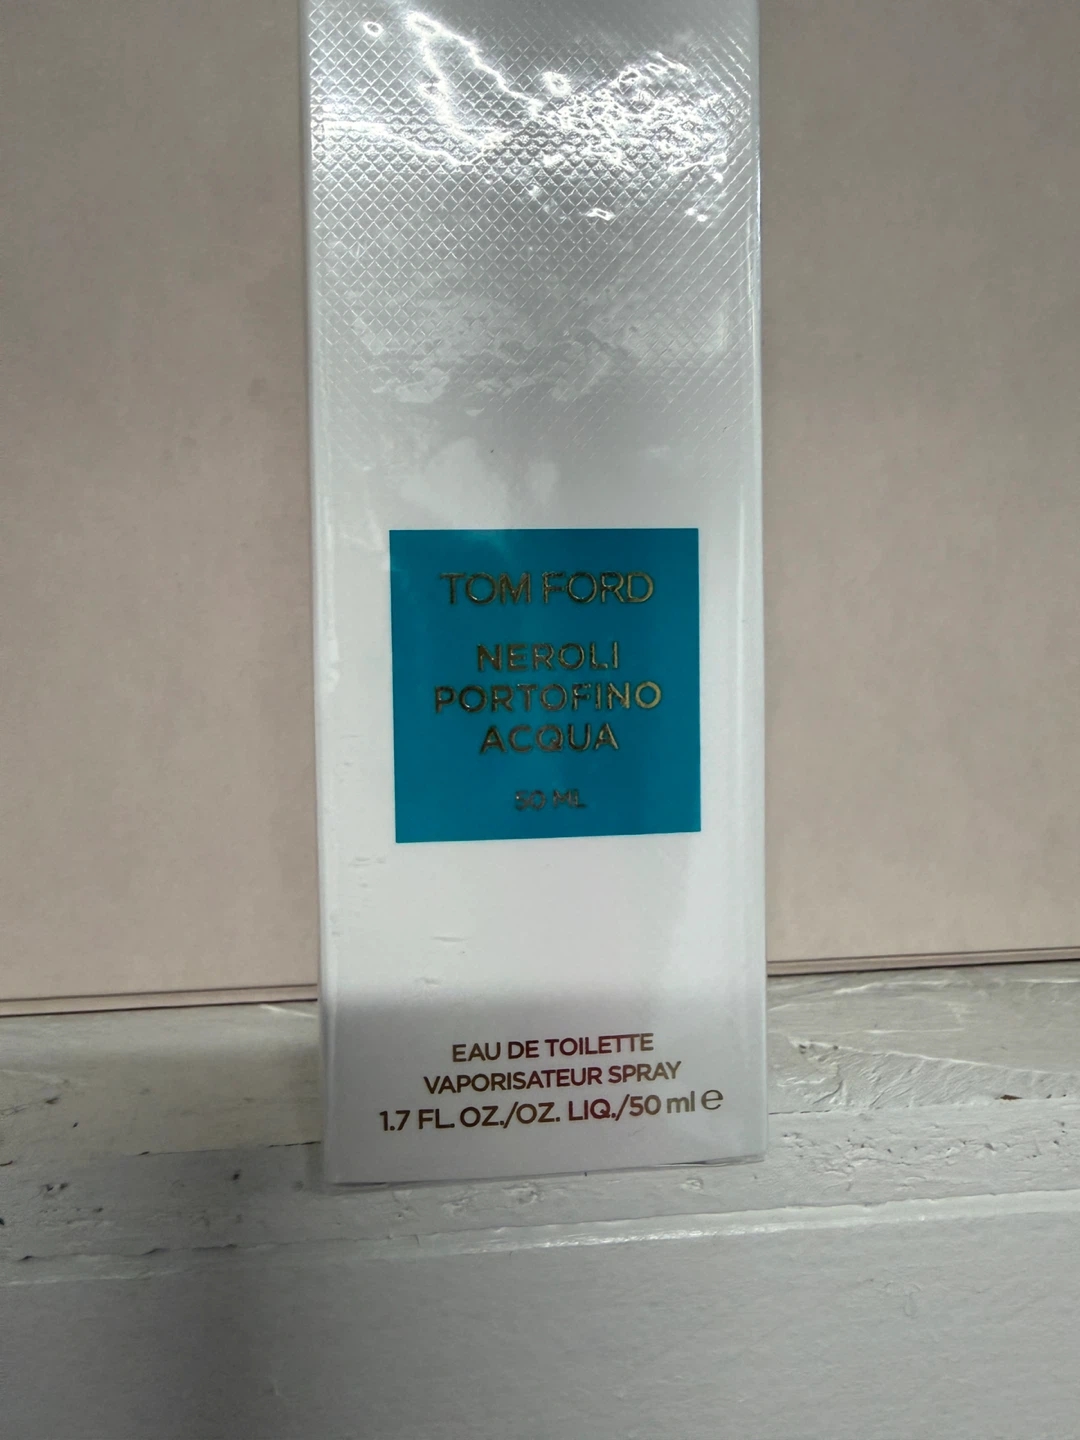 TOM FORD
NEROLI
PORTOFINO
ACQUA
50 ML
EAU DE TOILETTE
VAPORISATEUR SPRAY
1.7 FL. OZ./OZ. LIQ./50 ml e